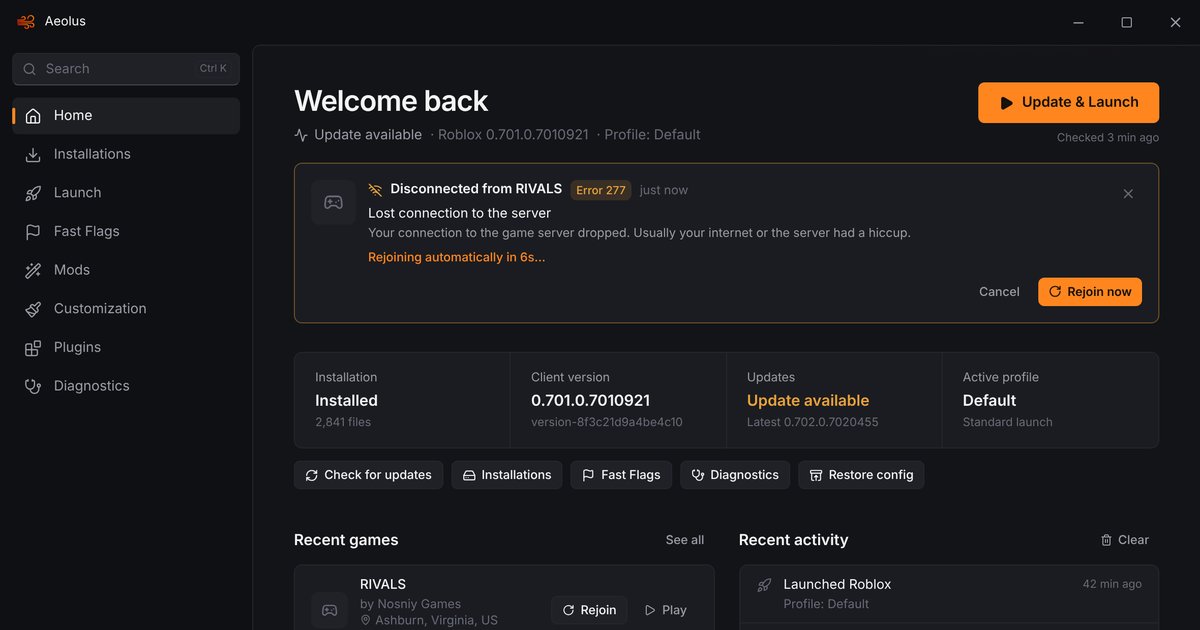 Aeolus
Search
Ctrl K
Home
Installations
Launch
Fast Flags
Mods
Customization
Plugins
Diagnostics
Welcome back
Update available · Roblox 0.701.0.7010921 · Profile: Default
Update & Launch
Checked 3 min ago
Disconnected from RIVALS Error 277 just now
Lost connection to the server
Your connection to the game server dropped. Usually your internet or the server had a hiccup.
Rejoining automatically in 6s...
Cancel
Rejoin now
Installation
Installed
2,841 files
Client version
0.701.0.7010921
version-8f3c21d9a4be4c10
Updates
Update available
Latest 0.702.0.7020455
Active profile
Default
Standard launch
Check for updates
Installations
Fast Flags
Diagnostics
Restore config
Recent games
See all
RIVALS
by Nosniy Games
Ashburn, Virginia, US
Rejoin
Play
Recent activity
Clear
Launched Roblox
42 min ago
Profile: Default